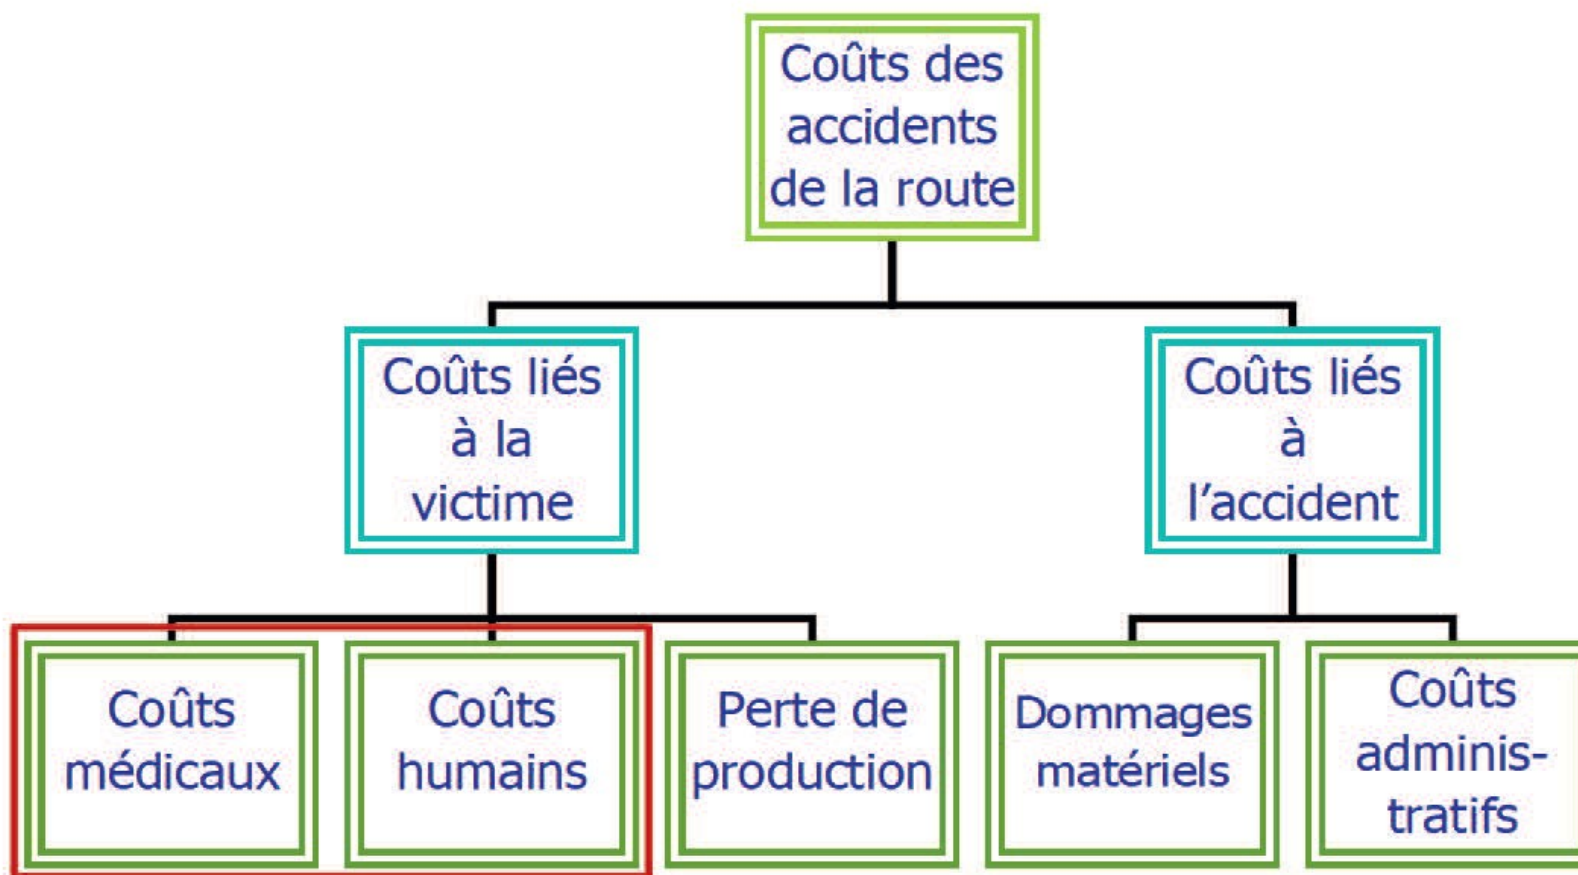 Coûts des
accidents
de la route
Coûts liés
à la
victime
Coûts liés
à
l’accident
Coûts
médicaux
Coûts
humains
Perte de
production
Dommages
matériels
Coûts
adminis-
tratifs